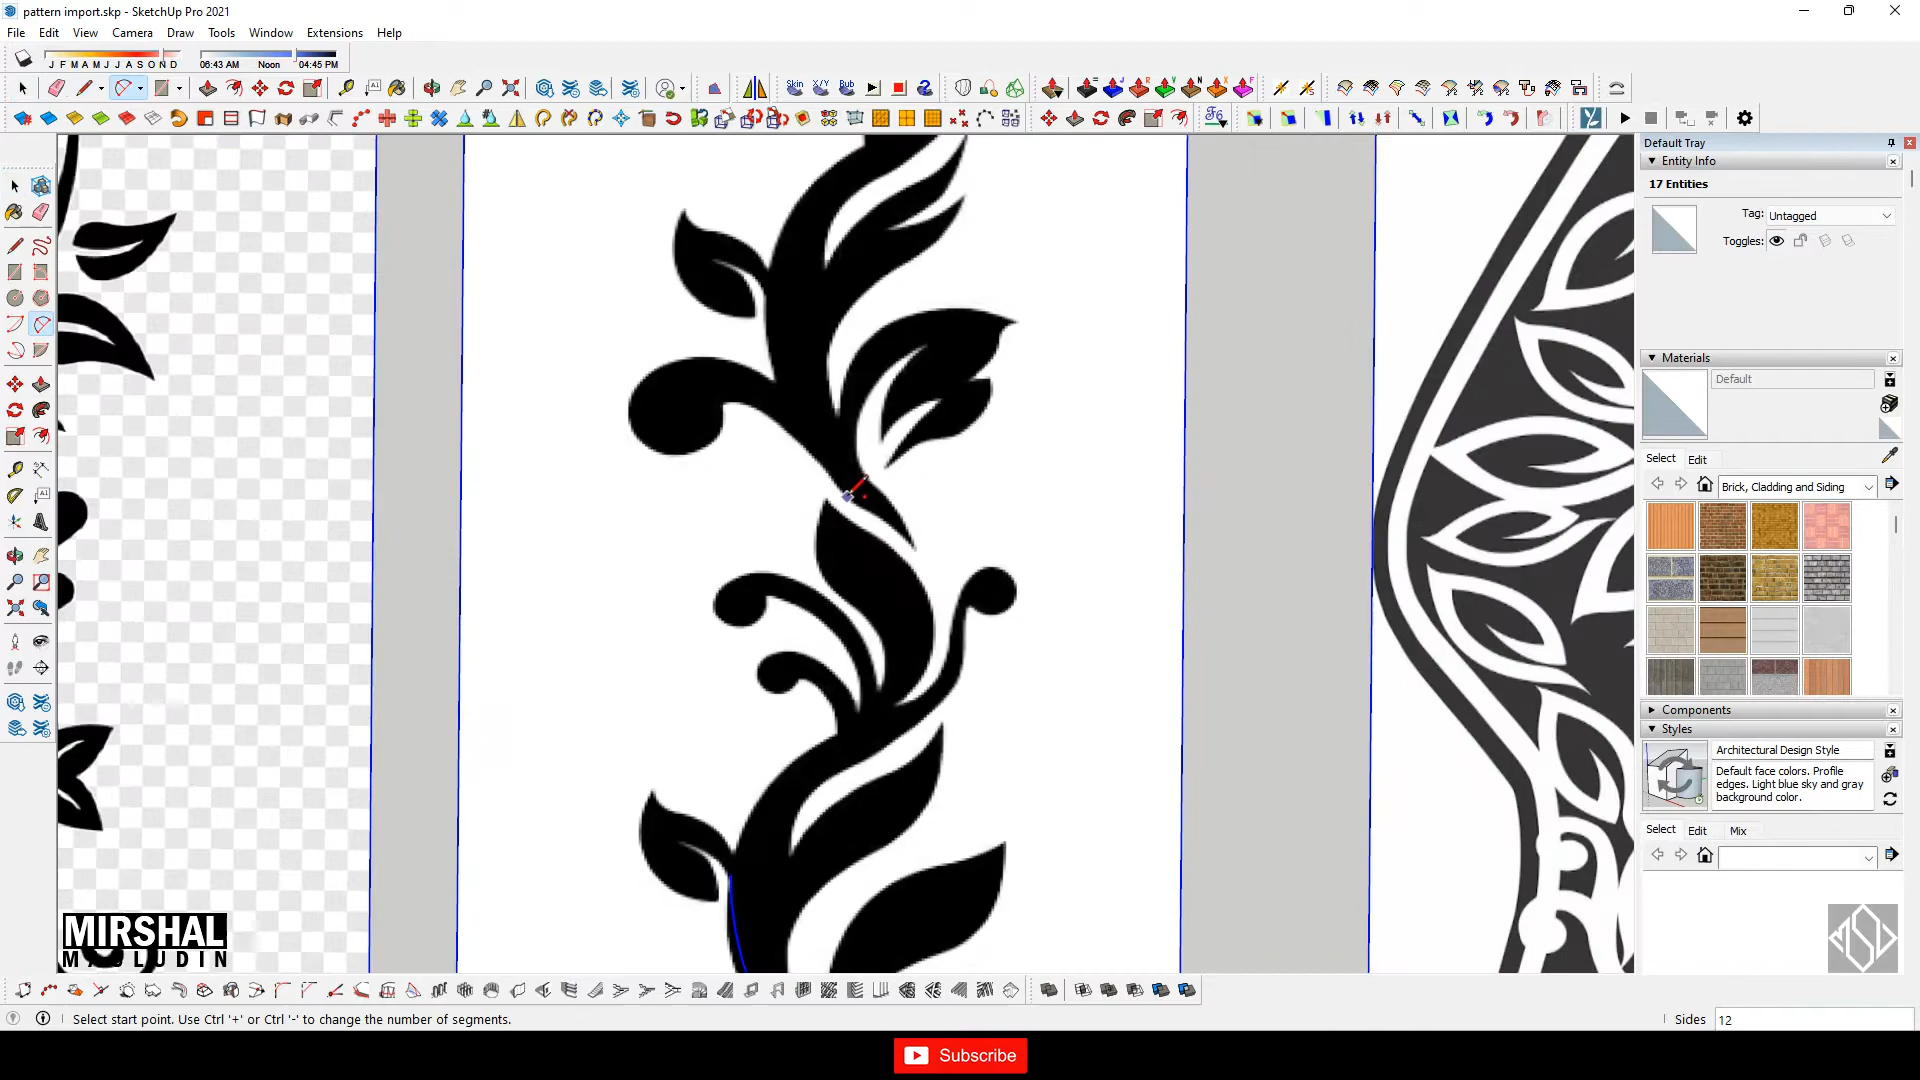 pattern import.skp - SketchUp Pro 2021
File Edit View Camera Draw Tools Window Extensions Help
J F M A M J J A S O N D 06:43 AM Noon 04:45 PM
Skin X/Y Bub
Default Tray
Entity Info
17 Entities
Tag: Untagged
Toggles:
Materials
Default
Select Edit
Brick, Cladding and Siding
Components
Styles
Architectural Design Style
Default face colors. Profile
edges. Light blue sky and gray
background color.
Select Edit Mix
MIRSHAL
MASLUDIN
Select start point. Use Ctrl '+' or Ctrl '-' to change the number of segments.
Sides 12
Subscribe